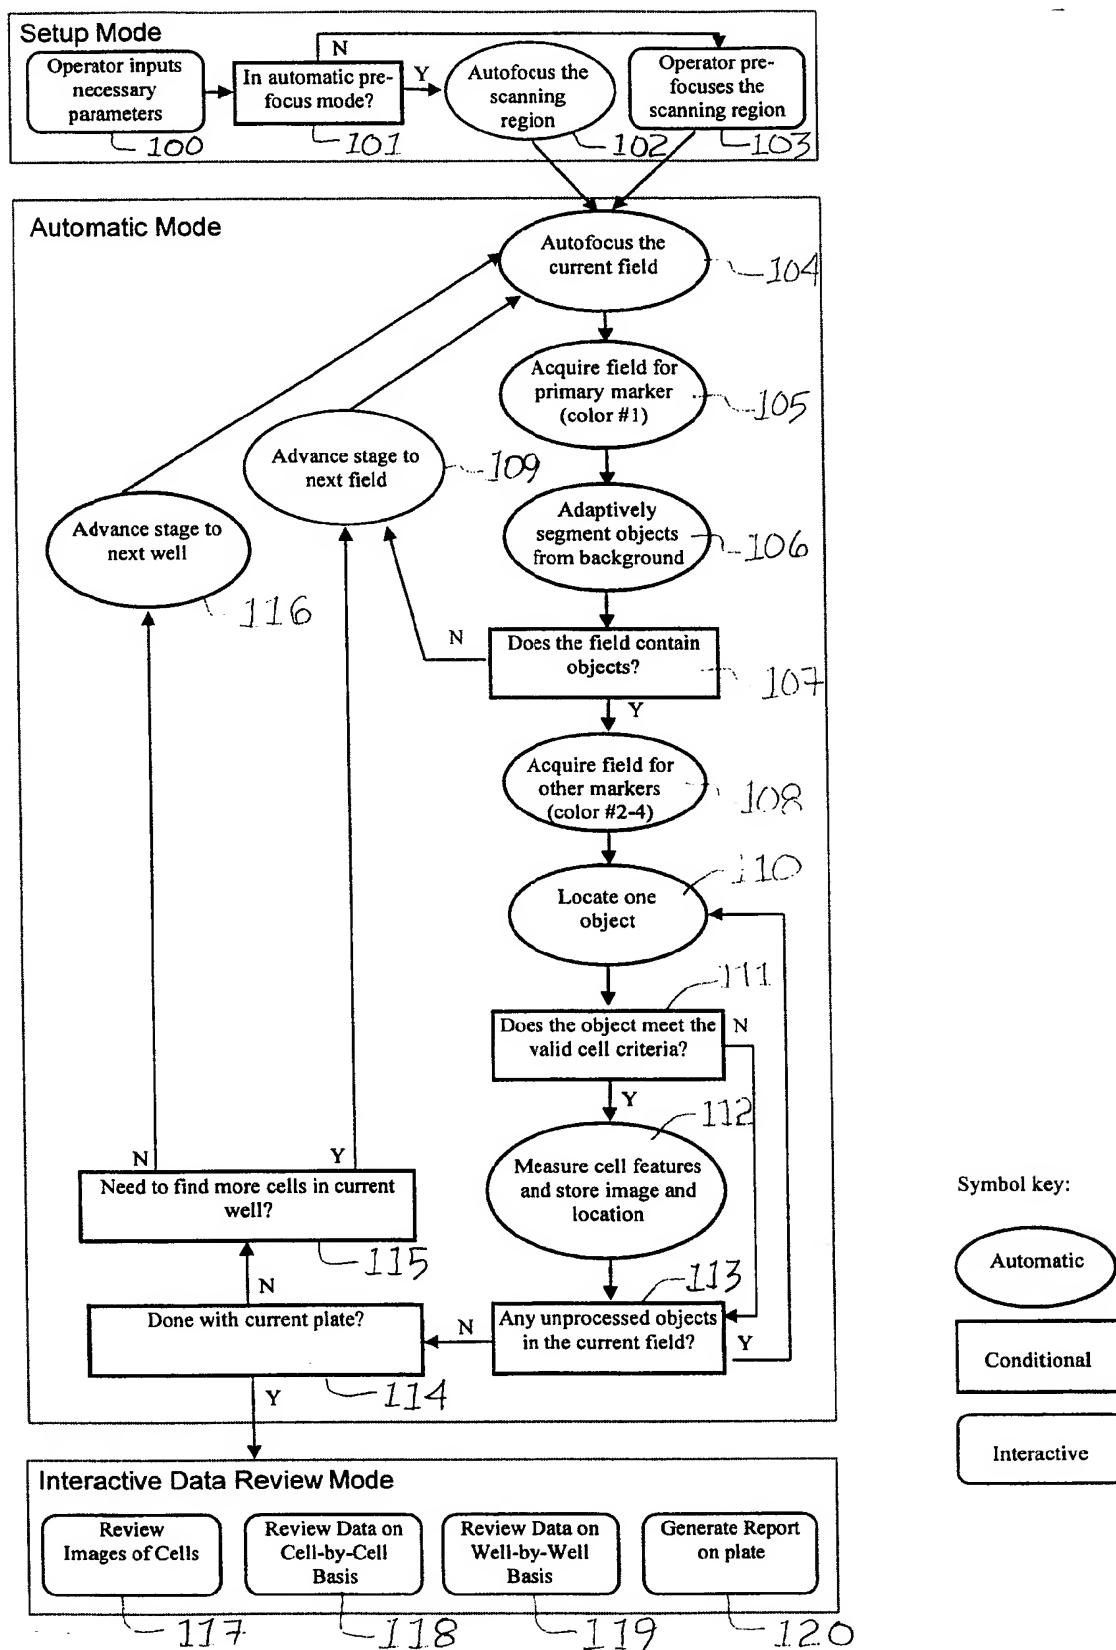 Setup Mode
Operator inputs
necessary
parameters
100
In automatic pre-
focus mode?
101
N
Y
Autofocus the
scanning
region
102
Operator pre-
focuses the
scanning region
103
Automatic Mode
Autofocus the
current field
104
Acquire field for
primary marker
(color #1)
105
Advance stage to
next field
109
Advance stage to
next well
116
Adaptively
segment objects
from background
106
N
Does the field contain
objects?
107
Y
Acquire field for
other markers
(color #2-4)
108
Locate one
object
110
111
Does the object meet the
valid cell criteria?
N
Y
112
Measure cell features
and store image and
location
N
Y
Need to find more cells in current
well?
115
N
113
Done with current plate?
N
Any unprocessed objects
in the current field?
Y
114
Y
Symbol key:
Automatic
Conditional
Interactive
Interactive Data Review Mode
Review
Images of Cells
117
Review Data on
Cell-by-Cell
Basis
118
Review Data on
Well-by-Well
Basis
119
Generate Report
on plate
120